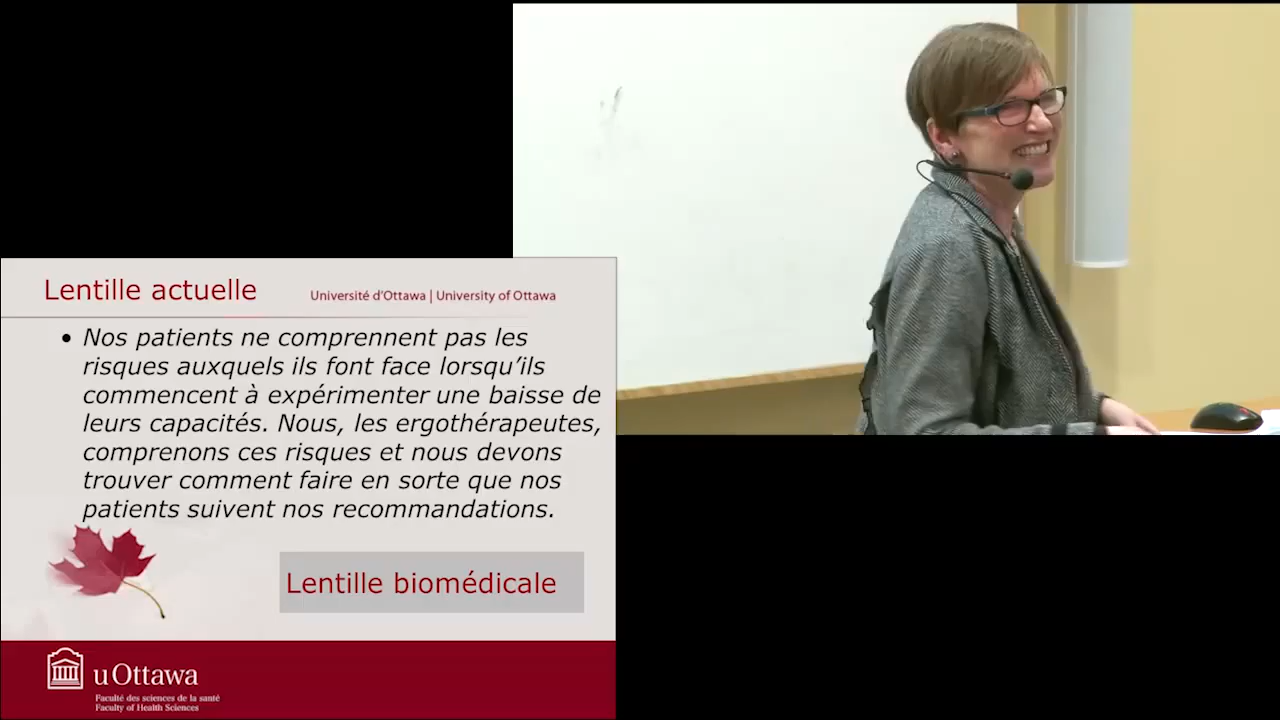 Lentille actuelle
Université d'Ottawa | University of Ottawa
• Nos patients ne comprennent pas les
risques auxquels ils font face lorsqu'ils
commencent à expérimenter une baisse de
leurs capacités. Nous, les ergothérapeutes,
comprenons ces risques et nous devons
trouver comment faire en sorte que nos
patients suivent nos recommandations.
Lentille biomédicale
uOttawa
Faculté des sciences de la santé
Faculty of Health Sciences